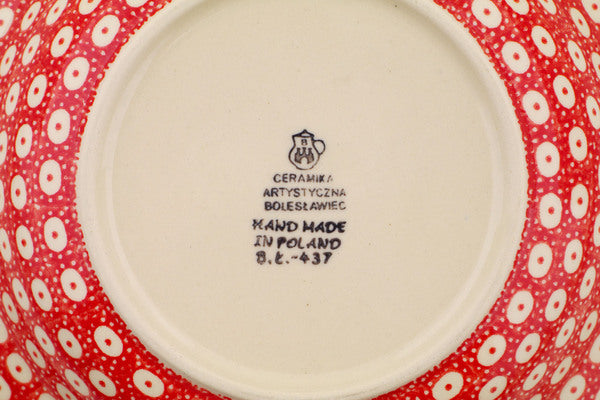 B
CERAMIKA
ARTYSTYCZNA
BOLESŁAWIEC
HAND MADE
IN POLAND
B.Ł.-437